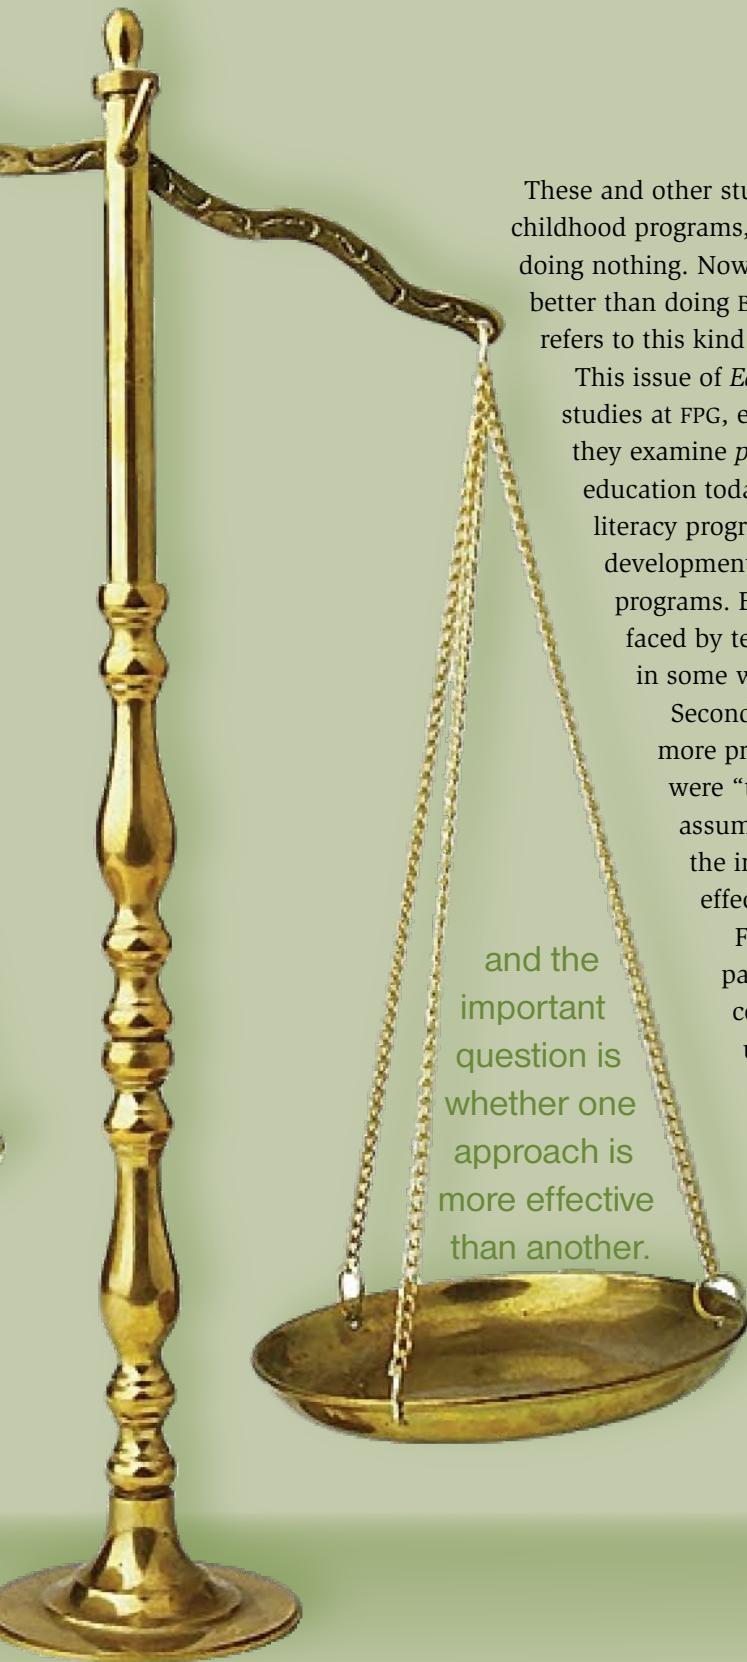 These and other stu
childhood programs,
doing nothing. Now
better than doing B
refers to this kind
This issue of Ea
studies at FPG, e
they examine p
education toda
literacy progr
development
programs. E
faced by te
in some w
Second
more pr
were “t
assum
the in
effec
F
pa
co
u
and the
important
question is
whether one
approach is
more effective
than another.